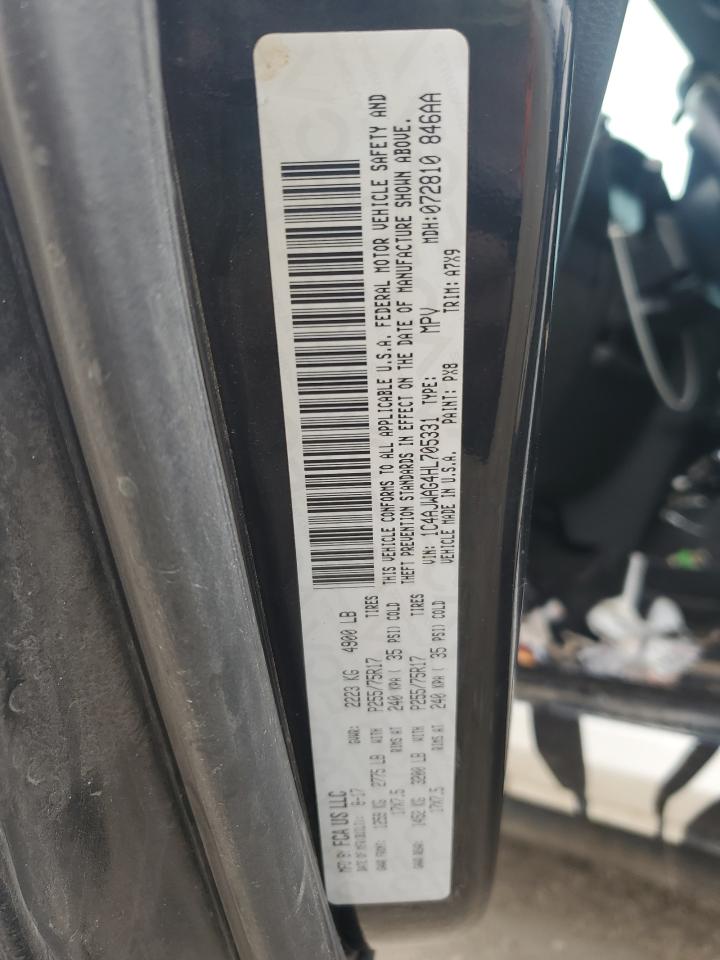 MFD BY: FCA US LLC
DATE OF MFR: 8-17 GVWR: 2223 KG 4900 LB
GAWR FRONT: 1259 KG 2775 LB WITH P255/75R17 TIRES
17X7.5 RIMS AT 240 KPA ( 35 PSI) COLD
GAWR REAR: 1452 KG 3200 LB WITH P255/75R17 TIRES
17X7.5 RIMS AT 240 KPA ( 35 PSI) COLD
THIS VEHICLE CONFORMS TO ALL APPLICABLE U.S.A. FEDERAL MOTOR VEHICLE SAFETY AND
THEFT PREVENTION STANDARDS IN EFFECT ON THE DATE OF MANUFACTURE SHOWN ABOVE.
VIN: 1C4AJWAG4HL705331 TYPE: MPV MDH:072810 846AA
VEHICLE MADE IN U.S.A. PAINT: PX8 TRIM: A7X9